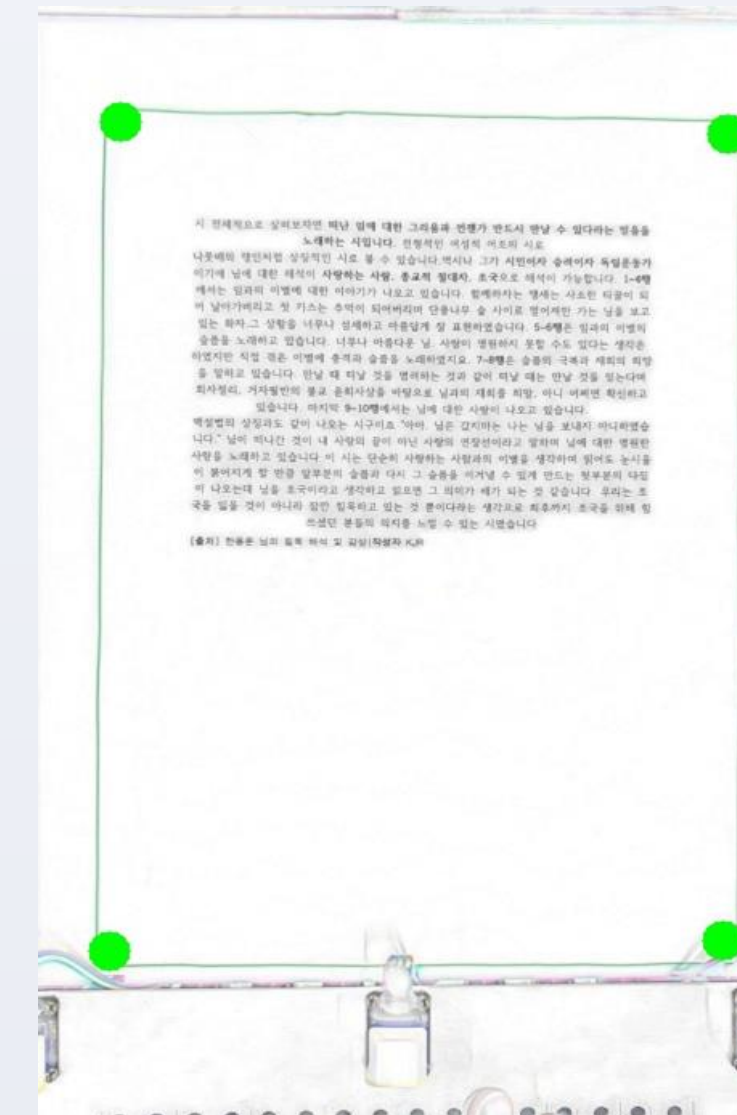 시 전체적으로 살펴보자면 떠난 임에 대한 그리움과 언젠가 반드시 만날 수 있다라는 믿음을
노래하는 시입니다. 전형적인 여성적 어조의 시로
나룻배와 행인처럼 상징적인 시로 볼 수 있습니다.역시나 그가 시인이자 승려이자 독립운동가
이기에 님에 대한 해석이 사랑하는 사람, 종교적 절대자, 조국으로 해석이 가능합니다. 1~4행
에서는 임과의 이별에 대한 이야기가 나오고 있습니다. 함께하자는 맹세는 사소한 티끌이 되
어 날아가버리고 첫 키스는 추억이 되어버리며 단풍나무 숲 사이로 멀어져만 가는 님을 보고
있는 화자.그 상황을 너무나 섬세하고 아름답게 잘 표현하였습니다. 5~6행은 임과의 이별의
슬픔을 노래하고 있습니다. 너무나 아름다운 님. 사랑이 영원하지 못할 수도 있다는 생각은
하였지만 직접 겪은 이별에 충격과 슬픔을 노래하였지요. 7~8행은 슬픔의 극복과 재회의 희망
을 말하고 있습니다. 만날 때 떠날 것을 염려하는 것과 같이 떠날 때는 만날 것을 믿는다며
회자정리, 거자필반의 불교 윤회사상을 바탕으로 님과의 재회를 희망, 아니 어쩌면 확신하고
있습니다. 마지막 9~10행에서는 님에 대한 사랑이 나오고 있습니다.
역설법의 상징과도 같이 나오는 시구이죠 "아아, 님은 갔지마는 나는 님을 보내지 아니하였습
니다." 님이 떠나간 것이 내 사랑의 끝이 아닌 사랑의 연장선이라고 말하며 님에 대한 영원한
사랑을 노래하고 있습니다 이 시는 단순히 사랑하는 사람과의 이별을 생각하며 읽어도 눈시울
이 붉어지게 할 만큼 앞부분의 슬픔과 다시 그 슬픔을 이겨낼 수 있게 만드는 뒷부분의 다짐
이 나오는데 님을 조국이라고 생각하고 읽으면 그 의미가 배가 되는 것 같습니다. 우리는 조
국을 잃을 것이 아니라 잠깐 침묵하고 있는 것 뿐이다라는 생각으로 최후까지 조국을 위해 힘
쓰셨던 분들의 의지를 느낄 수 있는 시였습니다
[출처] 한용운 님의 침묵 해석 및 감상|작성자 KJR